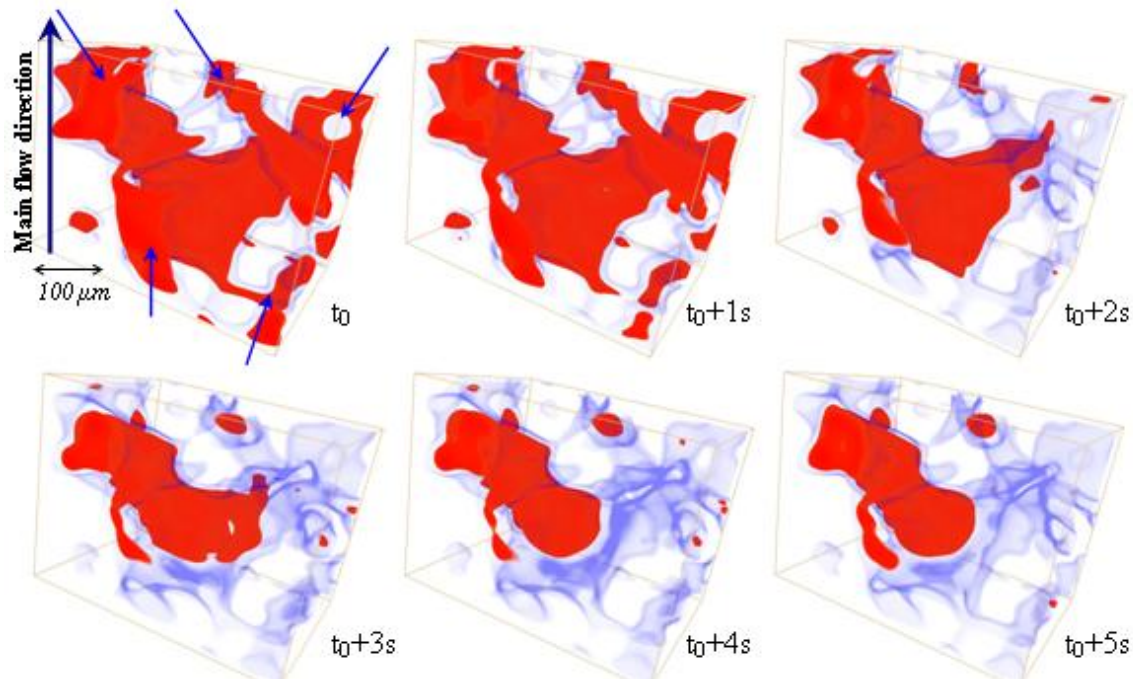 Main flow direction
100 μm
t₀
t₀+1s
t₀+2s
t₀+3s
t₀+4s
t₀+5s